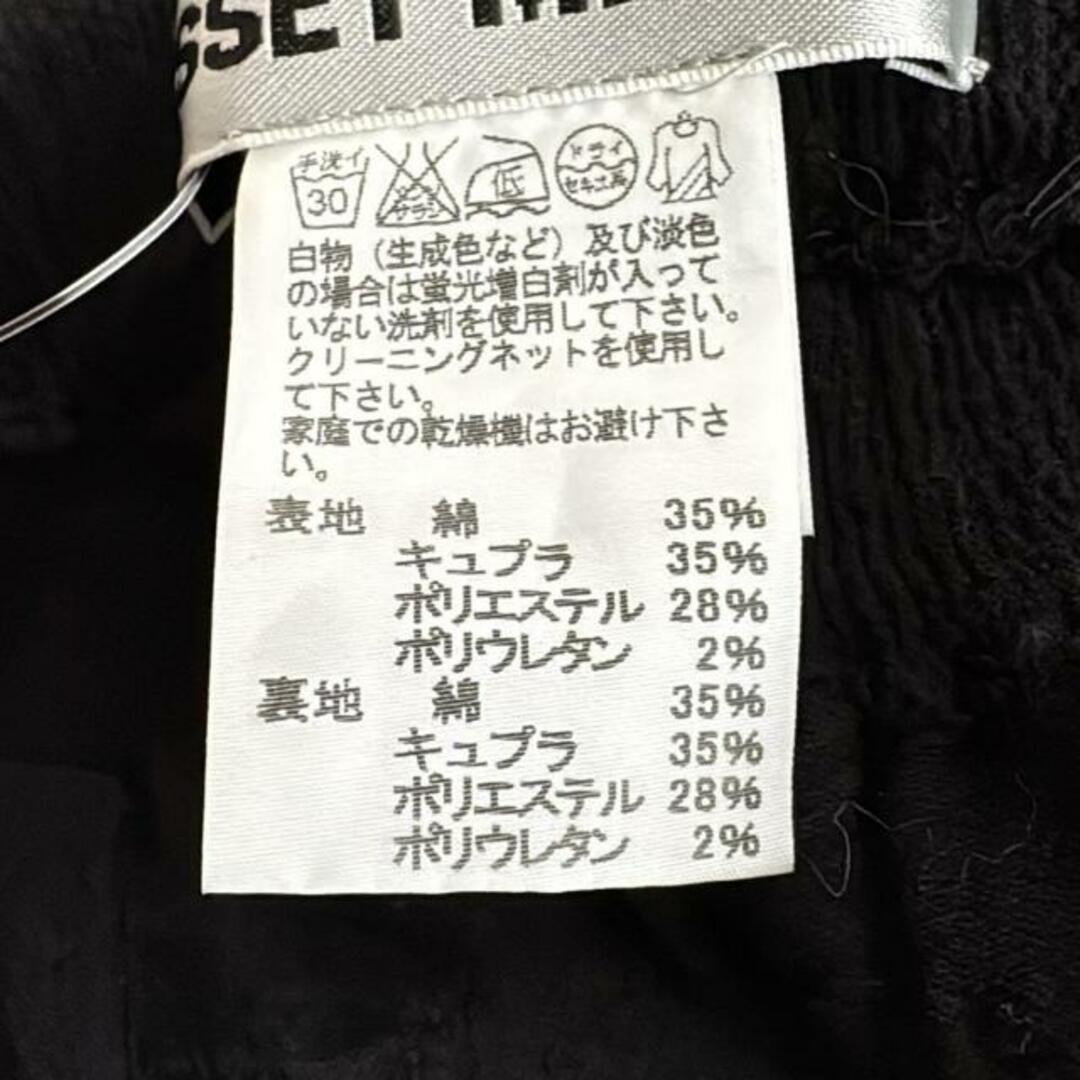 SSET M
手洗イ
30
サラシ
低
ドライ
セキユ系
白物（生成色など）及び淡色
の場合は蛍光増白剤が入って
いない洗剤を使用して下さい。
クリーニングネットを使用し
て下さい。
家庭での乾燥機はお避け下さ
い。
表地 綿 35%
キュプラ 35%
ポリエステル 28%
ポリウレタン 2%
裏地 綿 35%
キュプラ 35%
ポリエステル 28%
ポリウレタン 2%